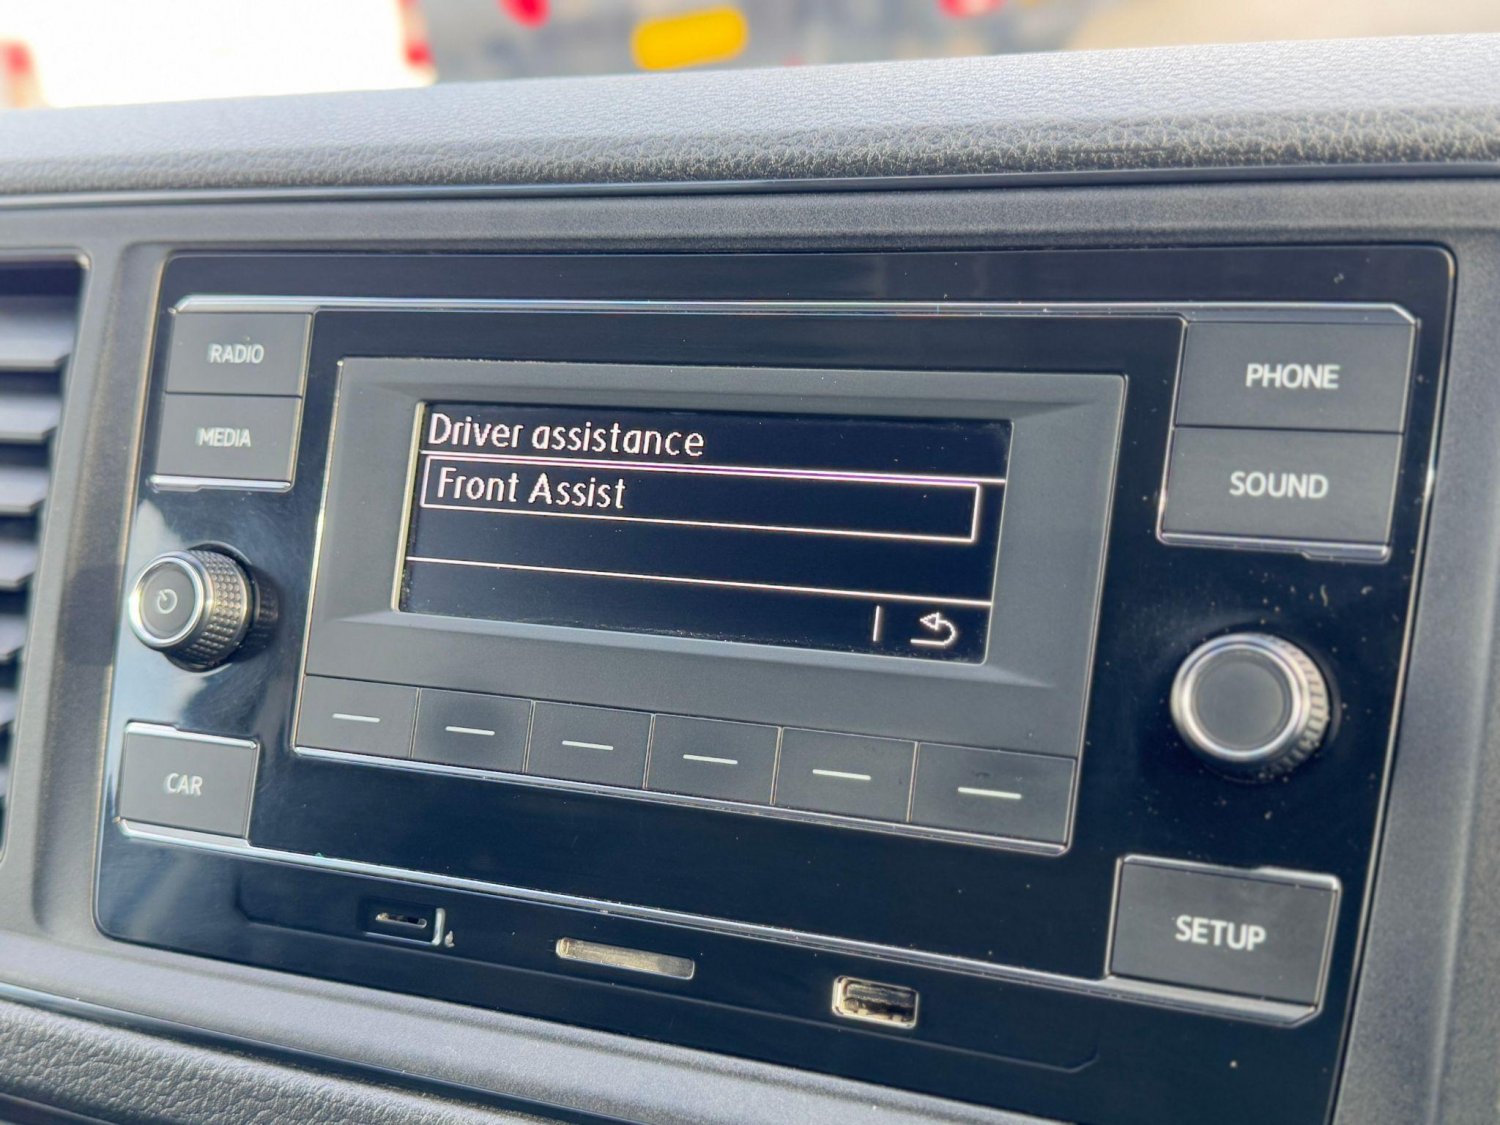 RADIO
MEDIA
Driver assistance
Front Assist
PHONE
SOUND
CAR
SETUP